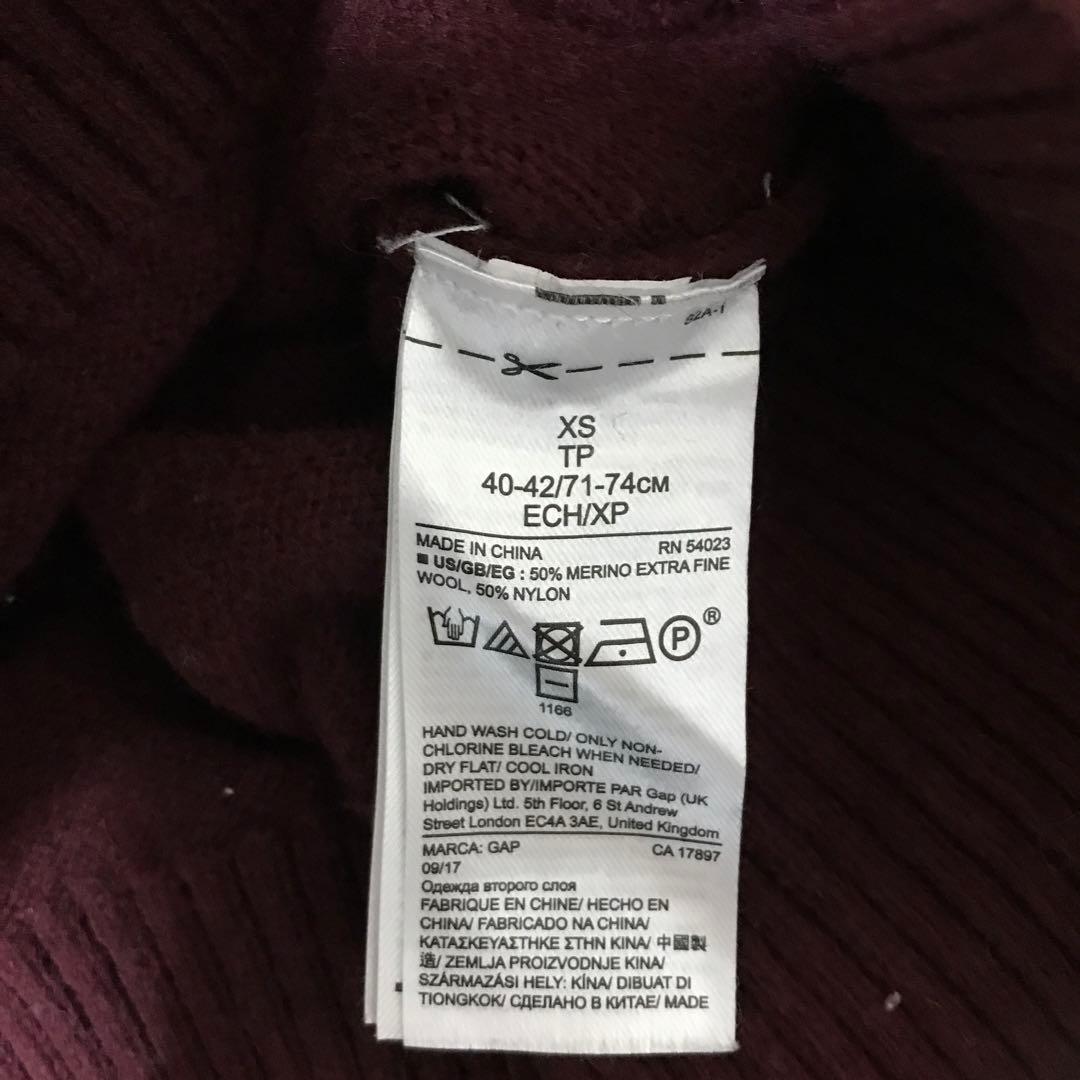 82A-1
XS
TP
40-42/71-74CM
ECH/XP
MADE IN CHINA RN 54023
US/GB/EG : 50% MERINO EXTRA FINE
WOOL, 50% NYLON
P ®
1166
HAND WASH COLD/ ONLY NON-
CHLORINE BLEACH WHEN NEEDED/
DRY FLAT/ COOL IRON
IMPORTED BY/IMPORTE PAR Gap (UK
Holdings) Ltd. 5th Floor, 6 St Andrew
Street London EC4A 3AE, United Kingdom
MARCA: GAP CA 17897
09/17
Одежда второго слоя
FABRIQUE EN CHINE/ HECHO EN
CHINA/ FABRICADO NA CHINA/
ΚΑΤΑΣΚΕΥΑΣΤΗΚΕ ΣΤΗΝ ΚΙΝΑ/ 中國製
造/ ZEMLJA PROIZVODNJE KINA/
SZÁRMAZÁSI HELY: KÍNA/ DIBUAT DI
TIONGKOK/ СДЕЛАНО В КИТАЕ/ MADE